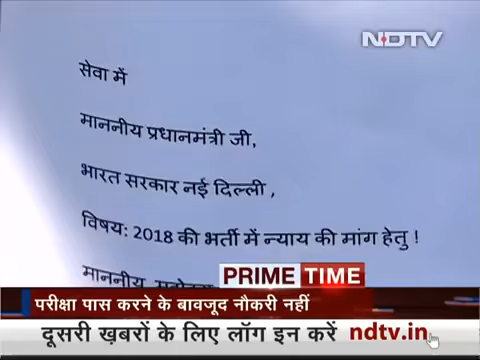 NDTV
सेवा में
माननीय प्रधानमंत्री जी,
भारत सरकार नई दिल्ली ,
विषय: 2018 की भर्ती में न्याय की मांग हेतु !
माननीय
PRIME TIME
परीक्षा पास करने के बावजूद नौकरी नहीं
दूसरी ख़बरों के लिए लॉग इन करें ndtv.in